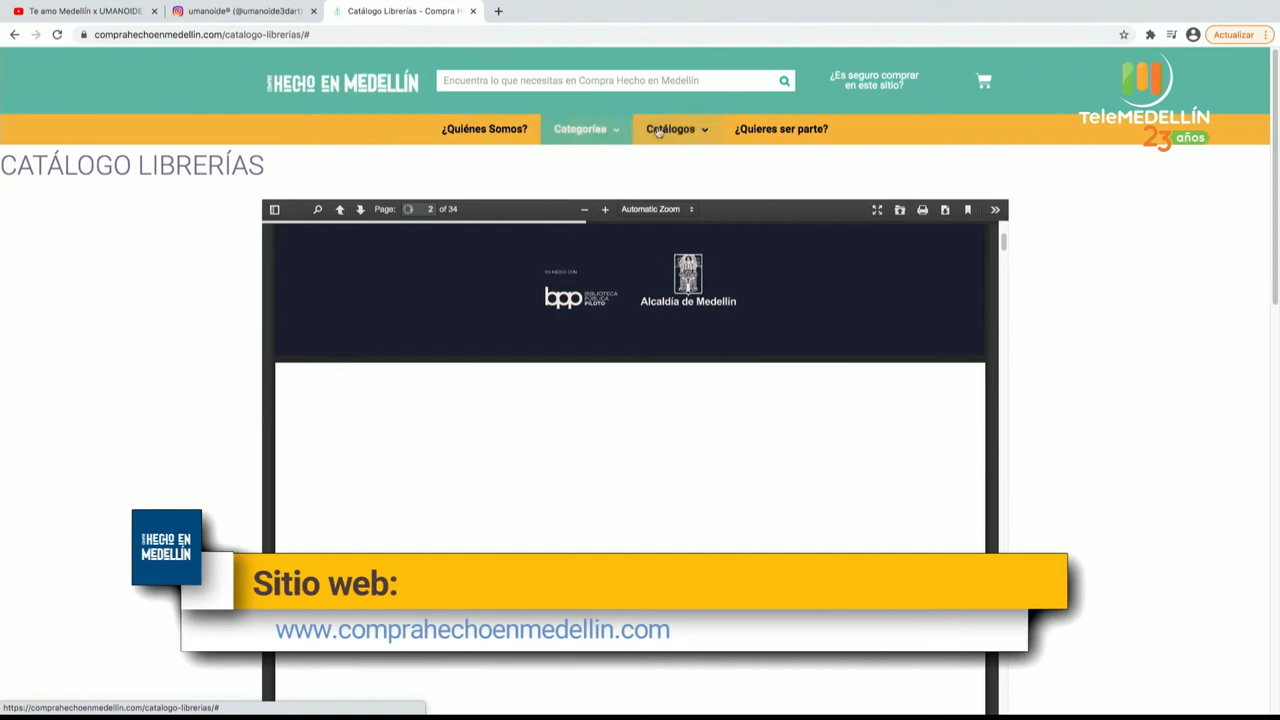 Te amo Medellín x UMANOIDE
umanoide® (@umanoide3dart)
Catálogo Librerías - Compra H
comprahechoenmedellin.com/catalogo-librerias/#
Actualizar
HECHO EN MEDELLÍN
Encuentra lo que necesitas en Compra Hecho en Medellín
¿Es seguro comprar
en este sitio?
TeleMEDELLÍN
23 años
¿Quiénes Somos?
Categorías
Catálogos
¿Quieres ser parte?
CATÁLOGO LIBRERÍAS
Page: 2 of 34
Automatic Zoom
EN ASOCIO CON
bpp BIBLIOTECA
PÚBLICA
PILOTO
Alcaldía de Medellín
HECHO EN
MEDELLÍN
Sitio web:
www.comprahechoenmedellin.com
https://comprahechoenmedellin.com/catalogo-librerias/#